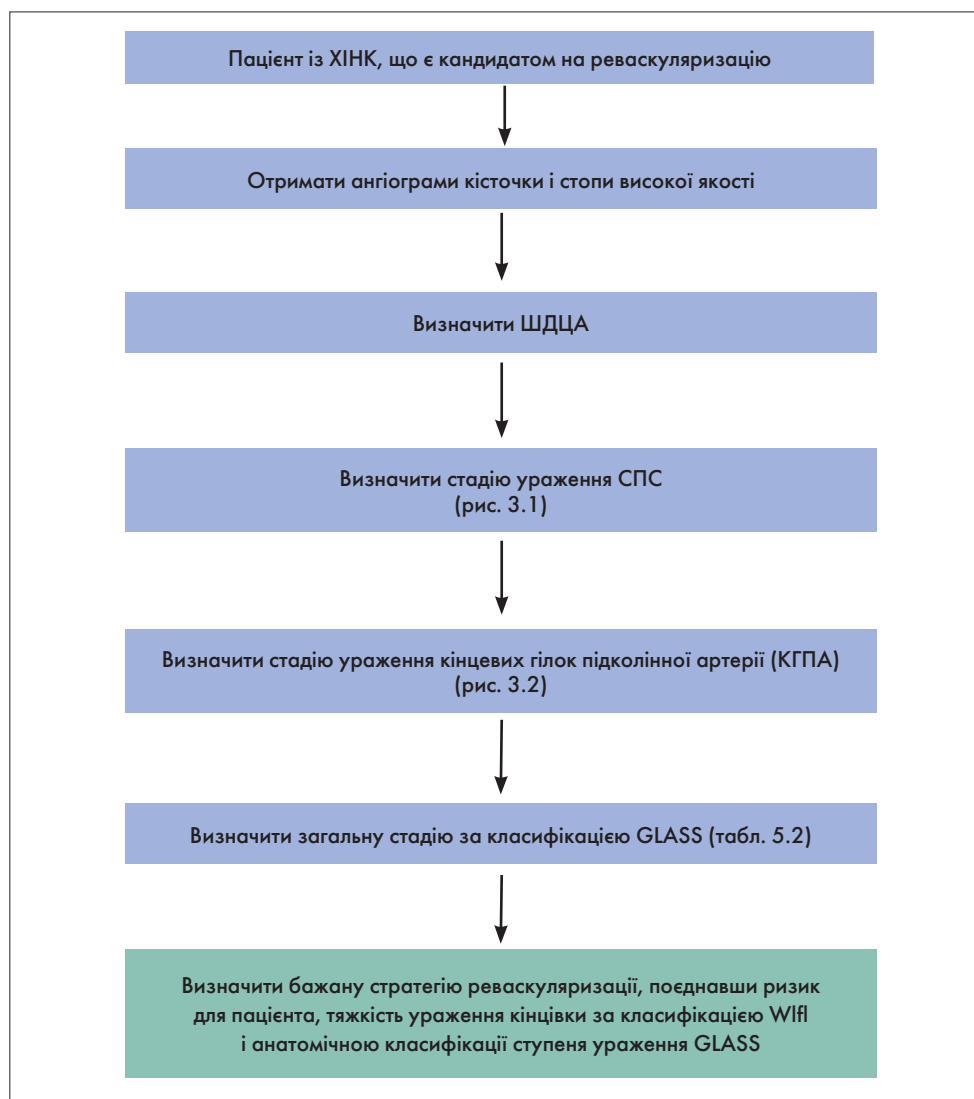 Пацієнт із ХІНК, що є кандидатом на реваскуляризацію
Отримати ангіограми кісточки і стопи високої якості
Визначити ШДЦА
Визначити стадію ураження СПС
(рис. 3.1)
Визначити стадію ураження кінцевих гілок підколінної артерії (КГПА)
(рис. 3.2)
Визначити загальну стадію за класифікацією GLASS (табл. 5.2)
Визначити бажану стратегію реваскуляризації, поєднавши ризик
для пацієнта, тяжкість ураження кінцівки за класифікацією WIfI
і анатомічною класифікації ступеня ураження GLASS